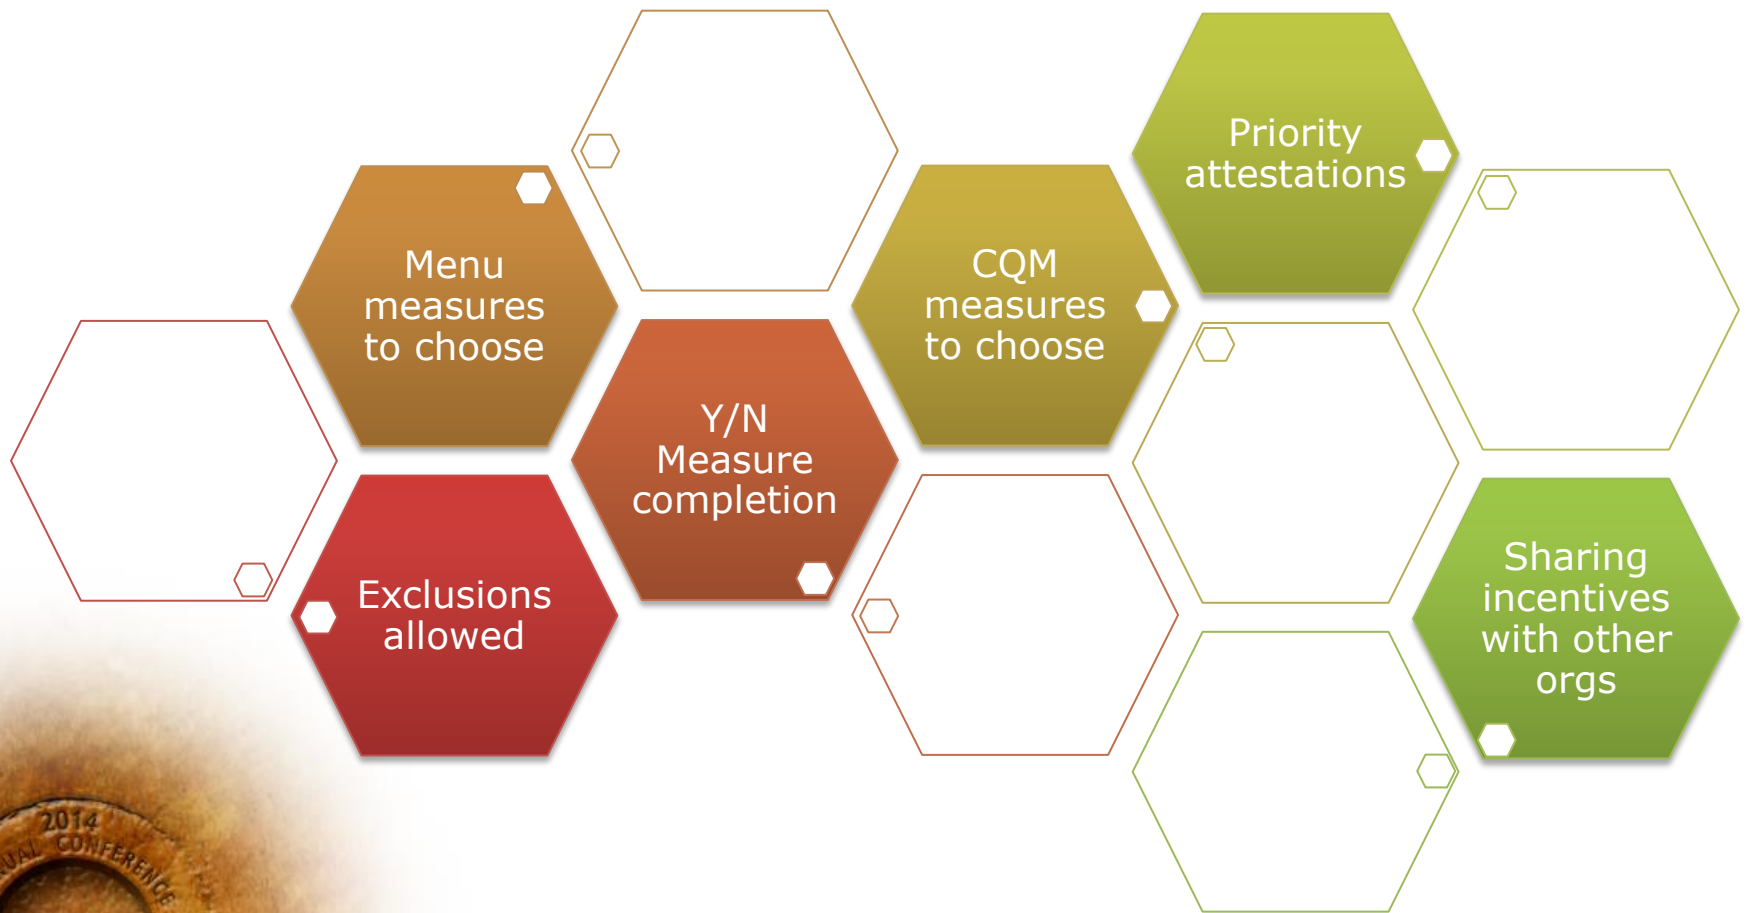 Priority
attestations
Menu
measures
to choose
CQM
measures
to choose
Y/N
Measure
completion
Exclusions
allowed
Sharing
incentives
with other
orgs
2014
CONFERENCE